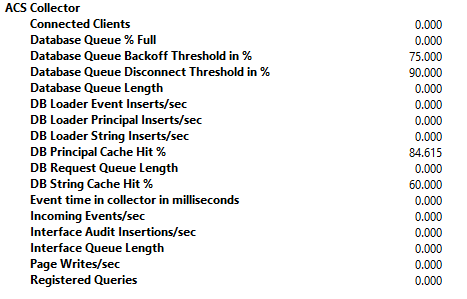 ACS Collector
Connected Clients 0.000
Database Queue % Full 0.000
Database Queue Backoff Threshold in % 75.000
Database Queue Disconnect Threshold in % 90.000
Database Queue Length 0.000
DB Loader Event Inserts/sec 0.000
DB Loader Principal Inserts/sec 0.000
DB Loader String Inserts/sec 0.000
DB Principal Cache Hit % 84.615
DB Request Queue Length 0.000
DB String Cache Hit % 60.000
Event time in collector in milliseconds 0.000
Incoming Events/sec 0.000
Interface Audit Insertions/sec 0.000
Interface Queue Length 0.000
Page Writes/sec 0.000
Registered Queries 0.000